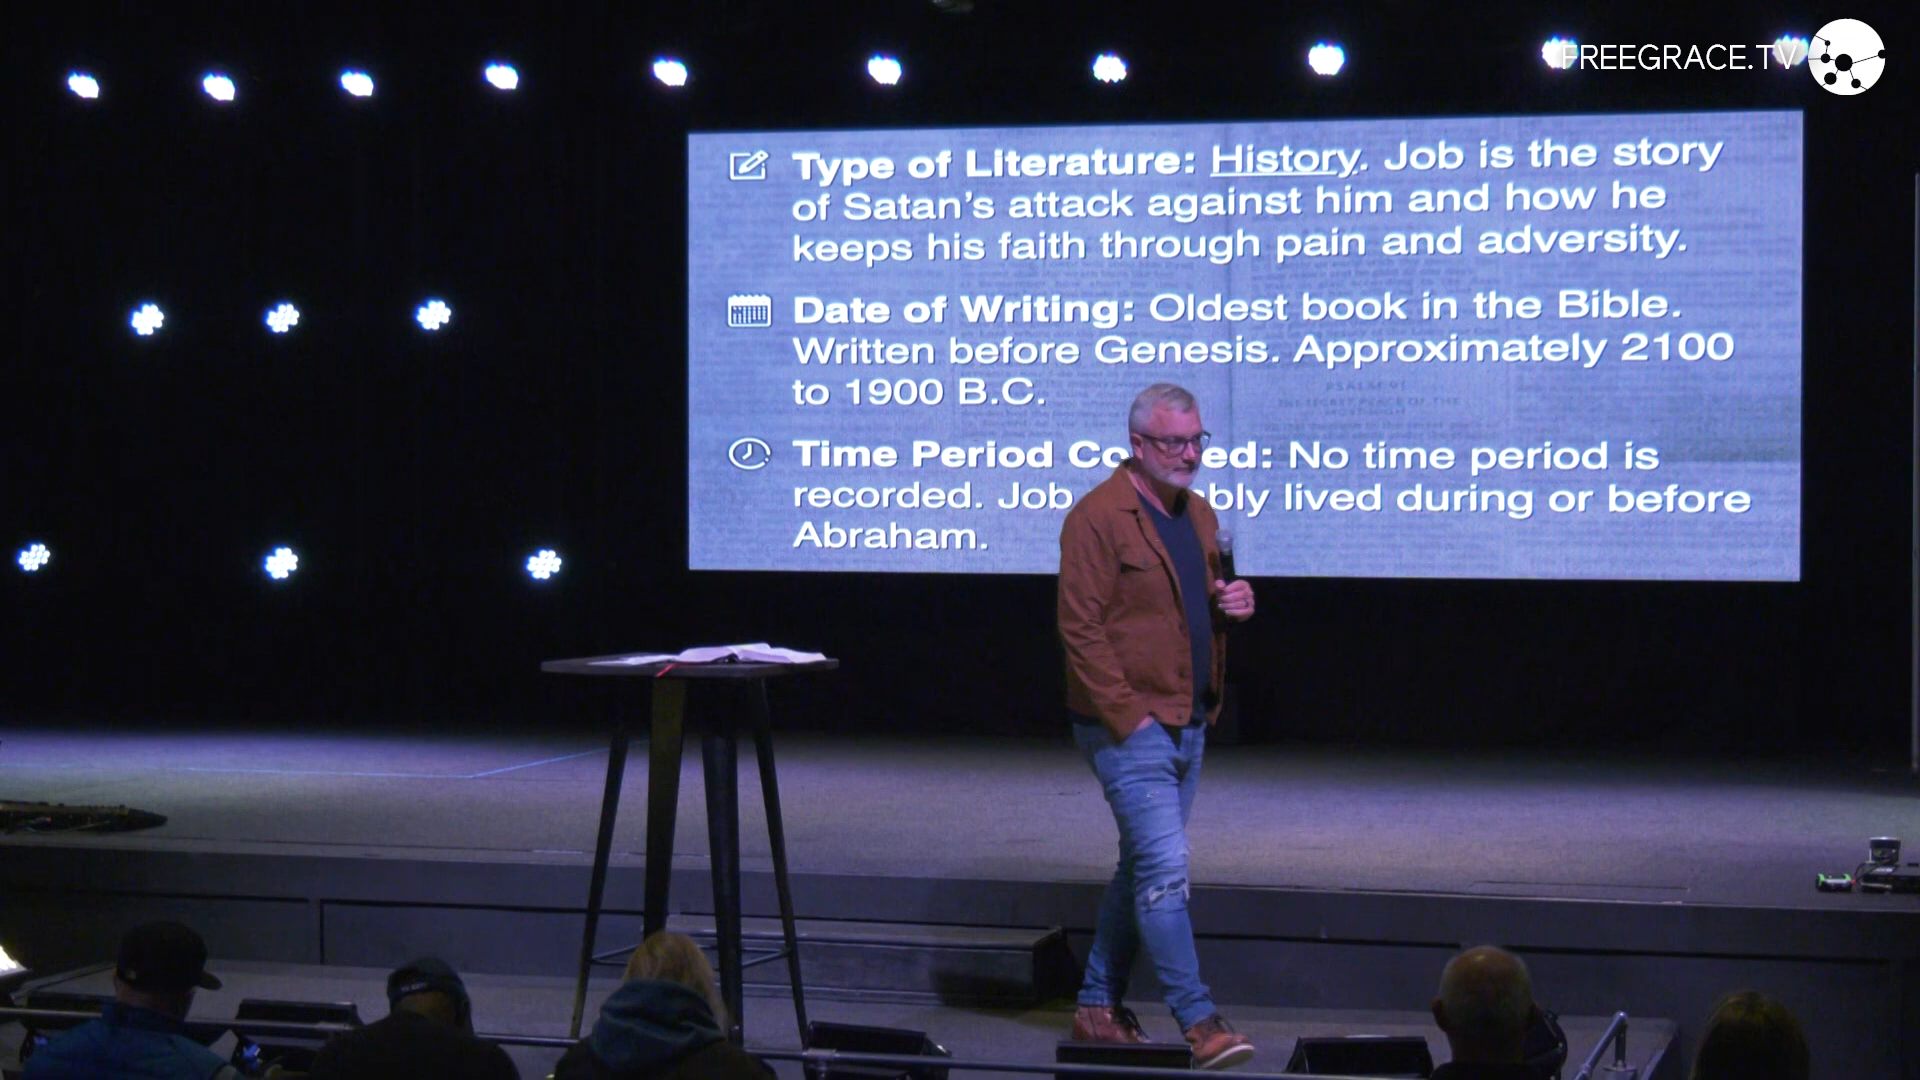 FREEGRACE.TV
Type of Literature: History. Job is the story
of Satan's attack against him and how he
keeps his faith through pain and adversity.
Date of Writing: Oldest book in the Bible.
Written before Genesis. Approximately 2100
to 1900 B.C.
Time Period Co ed: No time period is
recorded. Job bly lived during or before
Abraham.